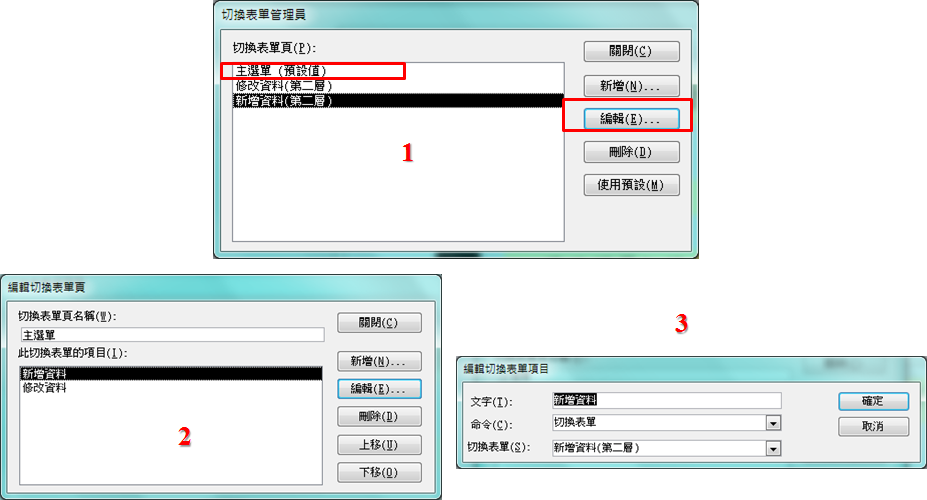 切換表單管理員
切換表單頁(P):
主選單 (預設值)
修改資料(第二層)
新增資料(第二層)
關閉(C)
新增(N)...
編輯(E)...
刪除(D)
使用預設(M)
1
編輯切換表單頁
切換表單頁名稱(W):
主選單
此切換表單的項目(I):
新增資料
修改資料
關閉(C)
新增(N)...
編輯(E)...
刪除(D)
上移(U)
下移(O)
2
3
編輯切換表單項目
文字(T):
新增資料
命令(C):
切換表單
切換表單(S):
新增資料(第二層)
確定
取消